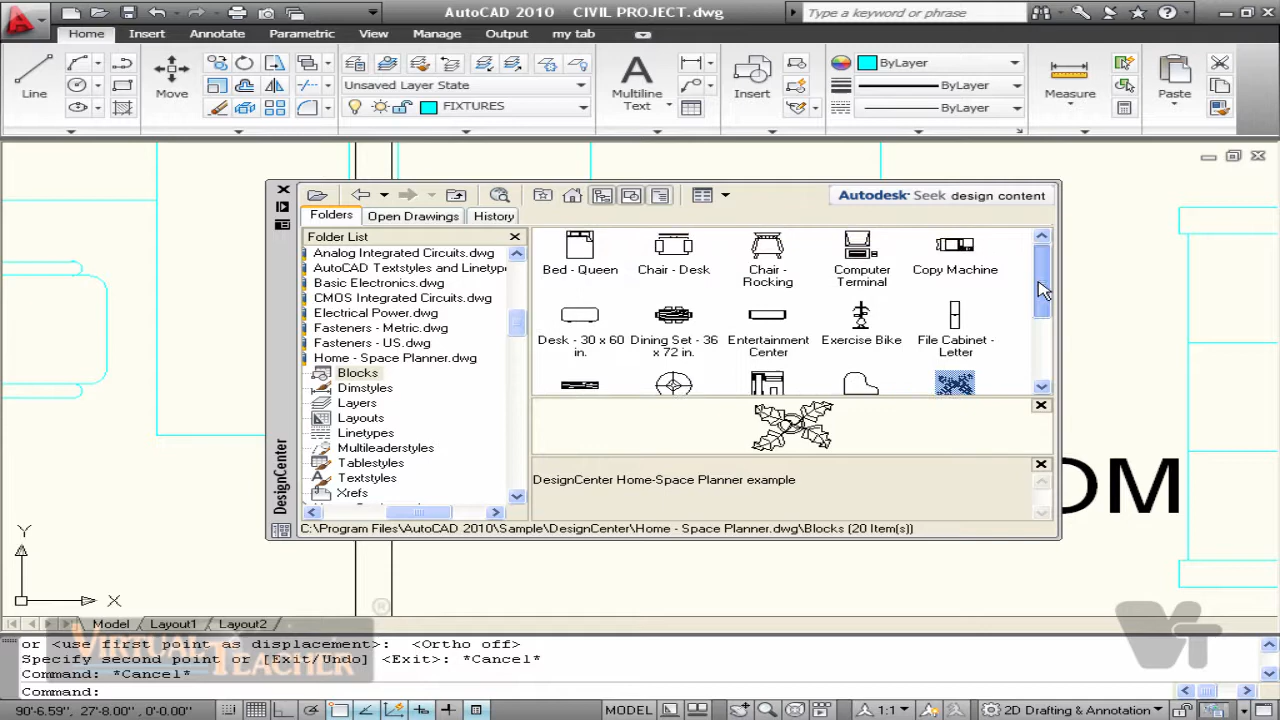 AutoCAD 2010 CIVIL PROJECT.dwg
Type a keyword or phrase
Home Insert Annotate Parametric View Manage Output my tab
Line
Move
Unsaved Layer State
FIXTURES
Multiline
Text
Insert
ByLayer
ByLayer
ByLayer
Measure
Paste
Autodesk Seek design content
Folders Open Drawings History
Folder List
Analog Integrated Circuits.dwg
AutoCAD Textstyles and Linetype
Basic Electronics.dwg
CMOS Integrated Circuits.dwg
Electrical Power.dwg
Fasteners - Metric.dwg
Fasteners - US.dwg
Home - Space Planner.dwg
Blocks
Dimstyles
Layers
Layouts
Linetypes
Multileaderstyles
Tablestyles
Textstyles
Xrefs
Bed - Queen
Chair - Desk
Chair -
Rocking
Computer
Terminal
Copy Machine
Desk - 30 x 60
in.
Dining Set - 36
x 72 in.
Entertainment
Center
Exercise Bike
File Cabinet -
Letter
DesignCenter Home-Space Planner example
DesignCenter
C:\Program Files\AutoCAD 2010\Sample\DesignCenter\Home - Space Planner.dwg\Blocks (20 Item(s))
OM
Y
X
Model Layout1 Layout2
or <use first point as displacement>: <Ortho off>
Specify second point or [Exit/Undo] <Exit>: *Cancel*
Command: *Cancel*
Command:
VIRTUAL
TEACHER
VT
90'-6.59", 27'-8.00" , 0'-0.00"
MODEL
1:1
2D Drafting & Annotation